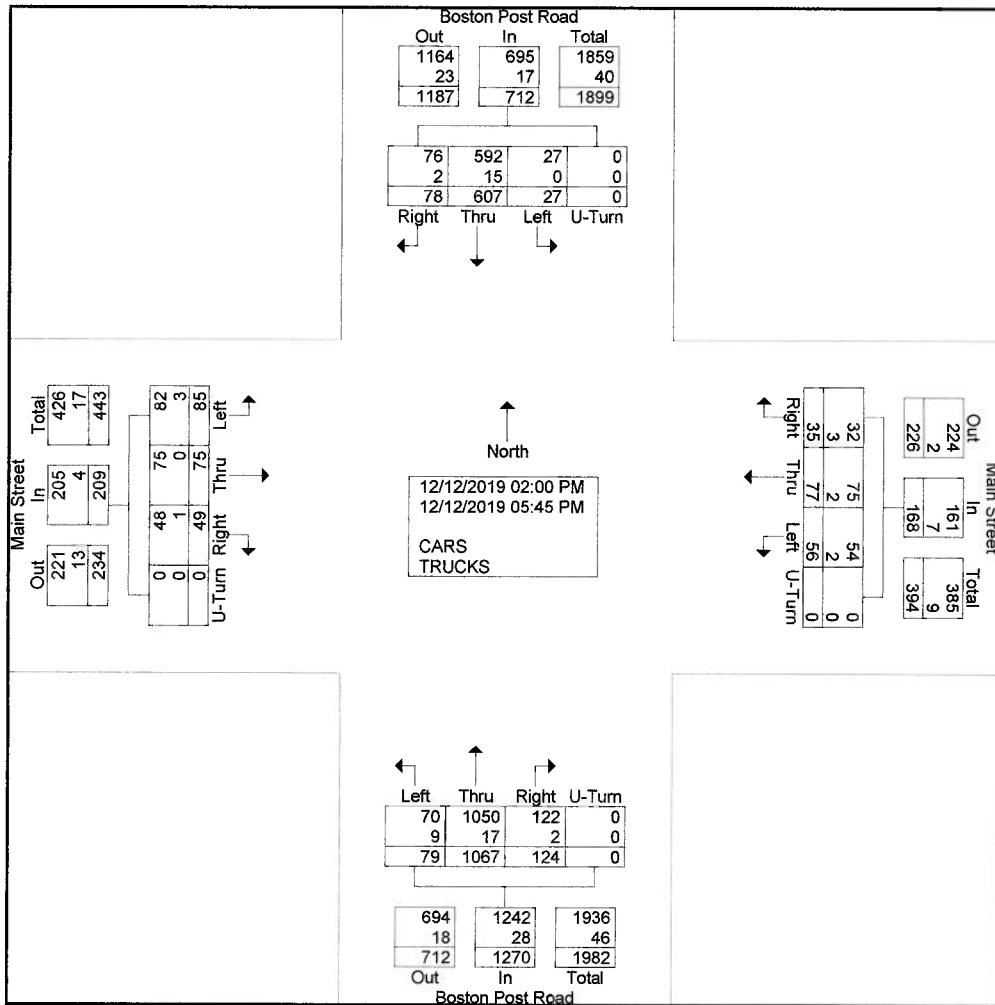 Boston Post Road
Out In Total
1164 695 1859
23 17 40
1187 712 1899
76 592 27 0
2 15 0 0
78 607 27 0
Right Thru Left U-Turn
Main Street
Total In Out
426 205 221
17 4 13
443 209 234
82 75 48 0
3 0 1 0
85 75 49 0
Left Thru Right U-Turn
North
12/12/2019 02:00 PM
12/12/2019 05:45 PM
CARS
TRUCKS
Right Thru Left U-Turn
32 75 54 0
3 2 2 0
35 77 56 0
Out In Total
224 161 385
2 7 9
226 168 394
Main Street
Left Thru Right U-Turn
70 1050 122 0
9 17 2 0
79 1067 124 0
694 1242 1936
18 28 46
712 1270 1982
Out In Total
Boston Post Road